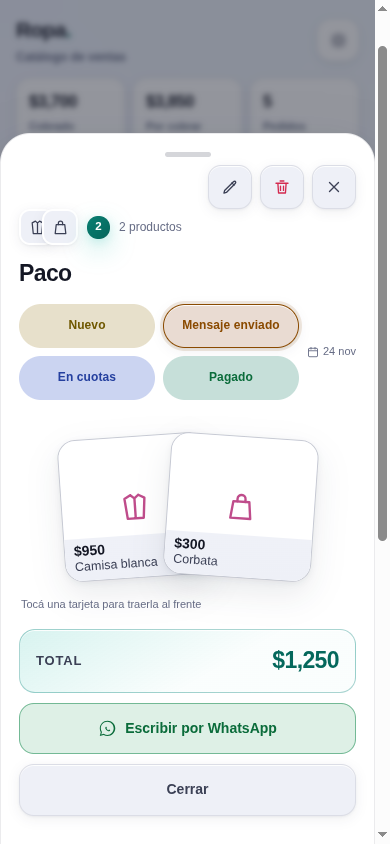 Ropa.
Catálogo de ventas
$3,700
$3,850
5
Cobrado
Por cobrar
Pedidos
2
2 productos
Paco
Nuevo
Mensaje enviado
24 nov
En cuotas
Pagado
$950
Camisa blanca
$300
Corbata
Tocá una tarjeta para traerla al frente
TOTAL
$1,250
Escribir por WhatsApp
Cerrar